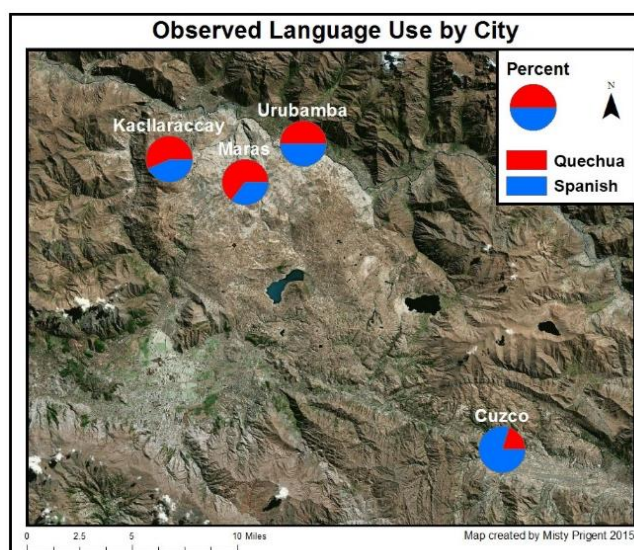 Observed Language Use by City
Percent
Quechua
Spanish
Urubamba
Kacllaraccay
Maras
Cuzco
0 2.5 5 10 Miles
Map created by Misty Prigent 2015